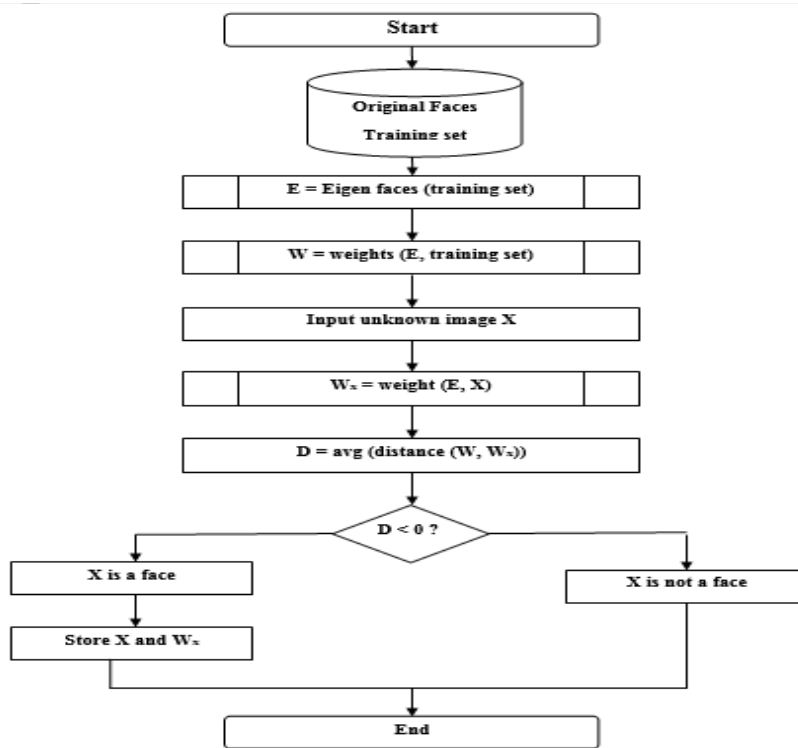 Start
Original Faces
Training set
E = Eigen faces (training set)
W = weights (E, training set)
Input unknown image X
Wₓ = weight (E, X)
D = avg (distance (W, Wₓ))
D < 0 ?
X is a face
X is not a face
Store X and Wₓ
End